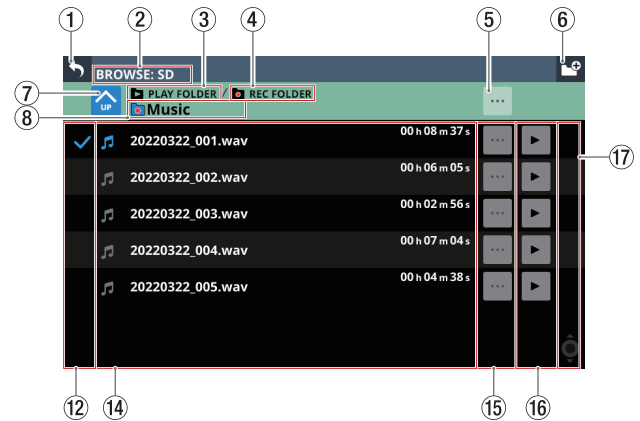 ① ② ③ ④ ⑤ ⑥
BROWSE: SD
⑦ UP PLAY FOLDER / REC FOLDER ...
⑧ Music
20220322_001.wav 00 h 08 m 37 s ...
⑰
20220322_002.wav 00 h 06 m 05 s ...
20220322_003.wav 00 h 02 m 56 s ...
20220322_004.wav 00 h 07 m 04 s ...
20220322_005.wav 00 h 04 m 38 s ...
⑫ ⑭ ⑮ ⑯